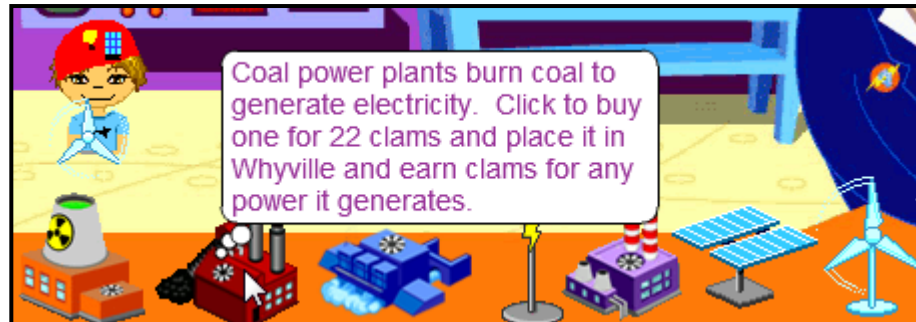 Coal power plants burn coal to
generate electricity.  Click to buy
one for 22 clams and place it in
Whyville and earn clams for any
power it generates.